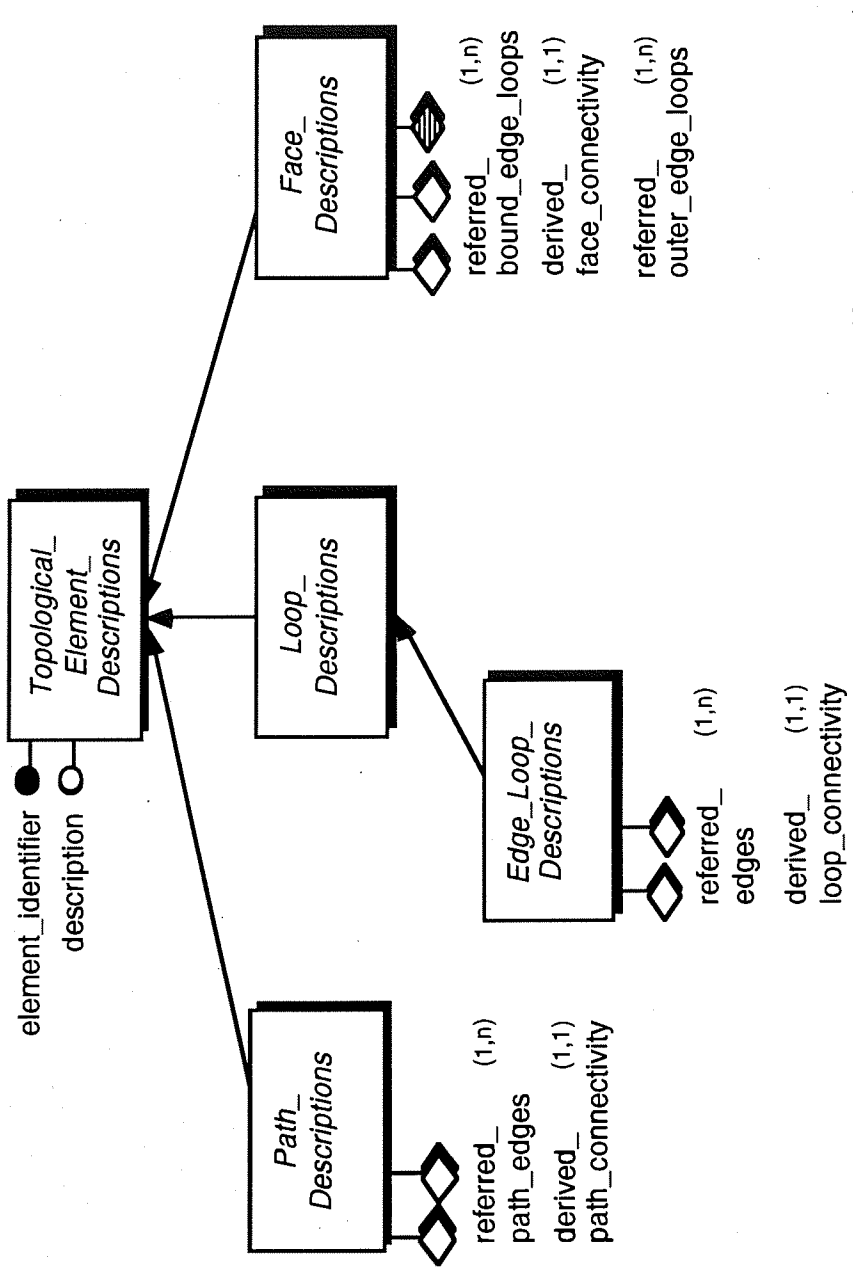 element_identifier
description
Topological_
Element_
Descriptions
Path_
Descriptions
referred_ (1,n)
path_edges
derived_ (1,1)
path_connectivity
Loop_
Descriptions
Edge_Loop_
Descriptions
referred_ (1,n)
edges
derived_ (1,1)
loop_connectivity
Face_
Descriptions
referred_ (1,n)
bound_edge_loops
derived_ (1,1)
face_connectivity
referred_ (1,n)
outer_edge_loops